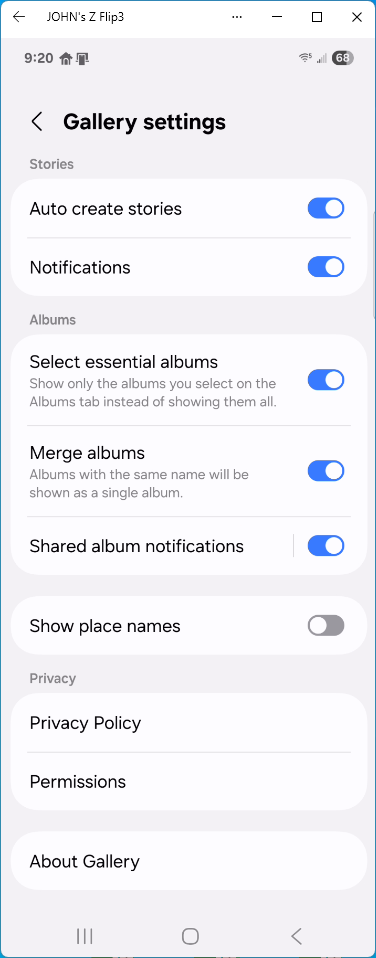 JOHN's Z Flip3
9:20
68
Gallery settings
Stories
Auto create stories
Notifications
Albums
Select essential albums
Show only the albums you select on the
Albums tab instead of showing them all.
Merge albums
Albums with the same name will be
shown as a single album.
Shared album notifications
Show place names
Privacy
Privacy Policy
Permissions
About Gallery